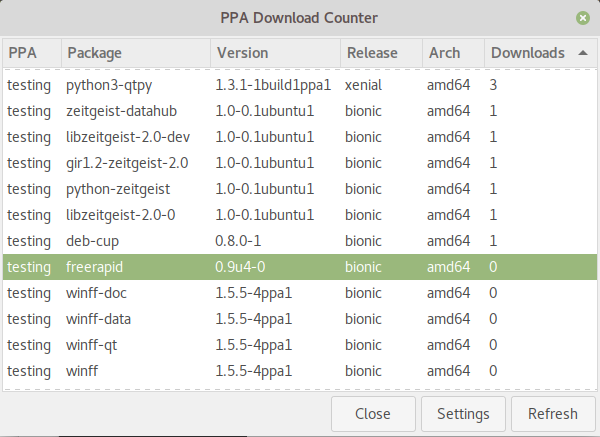 PPA Download Counter
PPA Package Version Release Arch Downloads
testing python3-qtpy 1.3.1-1build1ppa1 xenial amd64 3
testing zeitgeist-datahub 1.0-0.1ubuntu1 bionic amd64 1
testing libzeitgeist-2.0-dev 1.0-0.1ubuntu1 bionic amd64 1
testing gir1.2-zeitgeist-2.0 1.0-0.1ubuntu1 bionic amd64 1
testing python-zeitgeist 1.0-0.1ubuntu1 bionic amd64 1
testing libzeitgeist-2.0-0 1.0-0.1ubuntu1 bionic amd64 1
testing deb-cup 0.8.0-1 bionic amd64 1
testing freerapid 0.9u4-0 bionic amd64 0
testing winff-doc 1.5.5-4ppa1 bionic amd64 0
testing winff-data 1.5.5-4ppa1 bionic amd64 0
testing winff-qt 1.5.5-4ppa1 bionic amd64 0
testing winff 1.5.5-4ppa1 bionic amd64 0
Close Settings Refresh